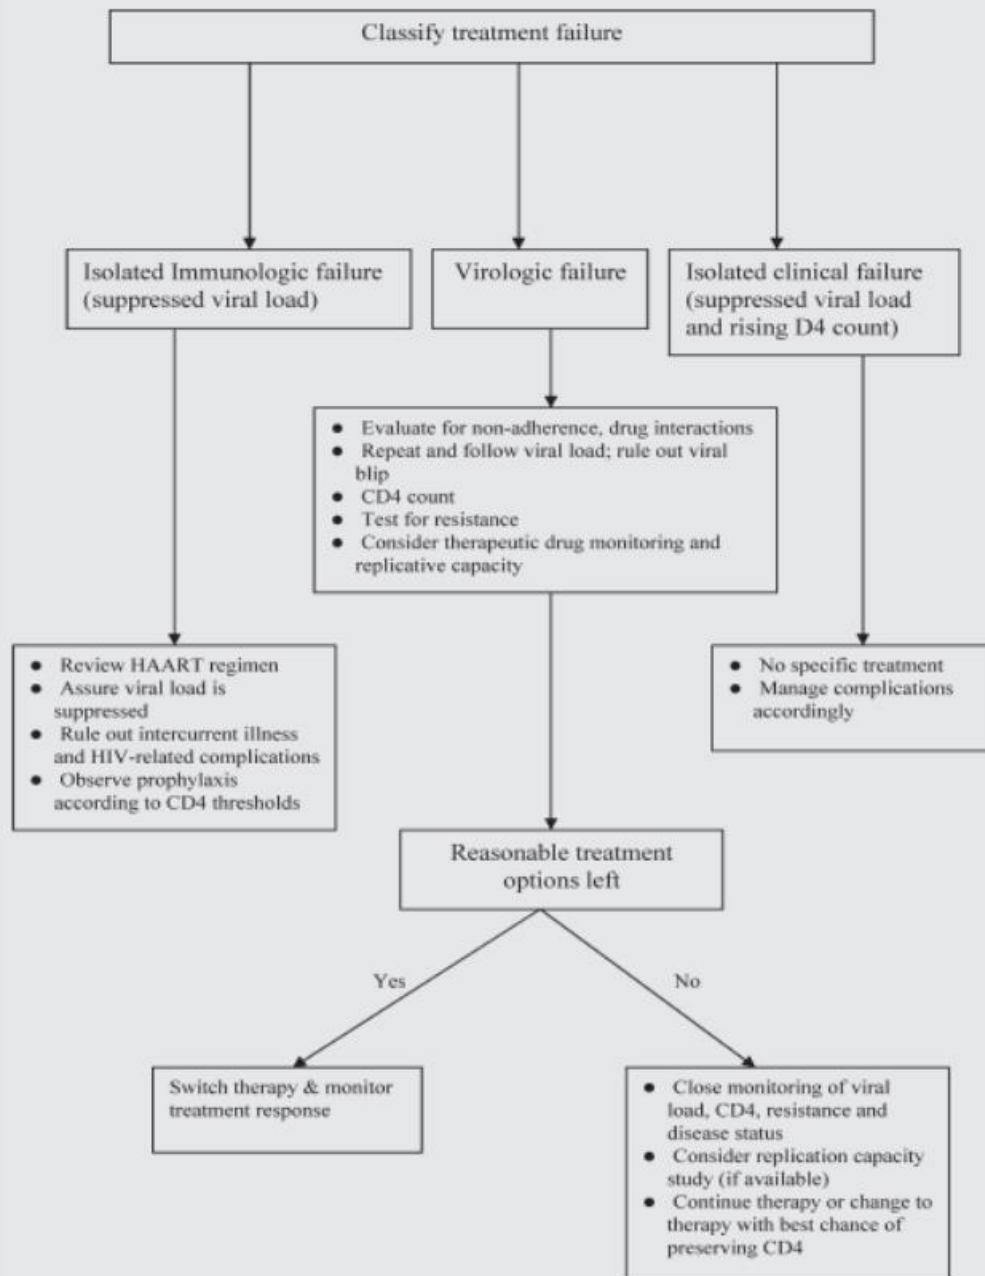 Classify treatment failure
Isolated Immunologic failure
(suppressed viral load)
Virologic failure
Isolated clinical failure
(suppressed viral load
and rising D4 count)
● Evaluate for non-adherence, drug interactions
● Repeat and follow viral load; rule out viral
blip
● CD4 count
● Test for resistance
● Consider therapeutic drug monitoring and
replicative capacity
● Review HAART regimen
● Assure viral load is
suppressed
● Rule out intercurrent illness
and HIV-related complications
● Observe prophylaxis
according to CD4 thresholds
● No specific treatment
● Manage complications
accordingly
Reasonable treatment
options left
Yes
No
Switch therapy & monitor
treatment response
● Close monitoring of viral
load, CD4, resistance and
disease status
● Consider replication capacity
study (if available)
● Continue therapy or change to
therapy with best chance of
preserving CD4